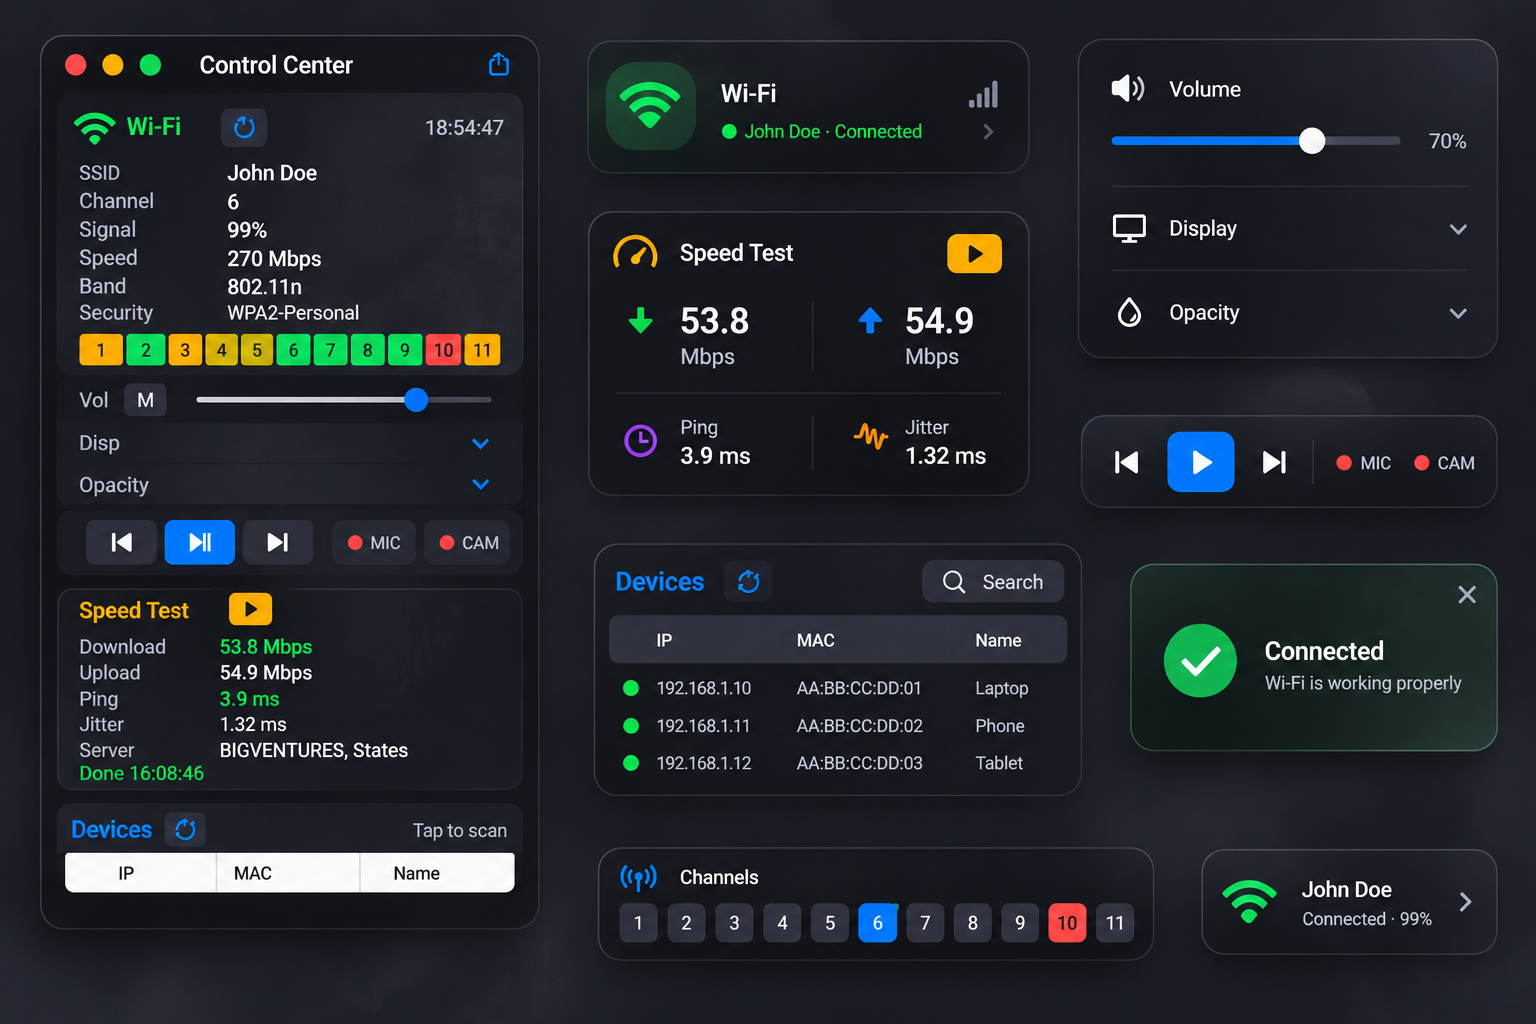 Control Center
Wi-Fi
18:54:47
SSID John Doe
Channel 6
Signal 99%
Speed 270 Mbps
Band 802.11n
Security WPA2-Personal
1 2 3 4 5 6 7 8 9 10 11
Vol M
Disp
Opacity
MIC CAM
Speed Test
Download 53.8 Mbps
Upload 54.9 Mbps
Ping 3.9 ms
Jitter 1.32 ms
Server BIGVENTURES, States
Done 16:08:46
Devices Tap to scan
IP MAC Name
Wi-Fi
John Doe · Connected
Speed Test
53.8 54.9
Mbps Mbps
Ping Jitter
3.9 ms 1.32 ms
Devices Search
IP MAC Name
192.168.1.10 AA:BB:CC:DD:01 Laptop
192.168.1.11 AA:BB:CC:DD:02 Phone
192.168.1.12 AA:BB:CC:DD:03 Tablet
Channels
1 2 3 4 5 6 7 8 9 10 11
Volume
70%
Display
Opacity
MIC CAM
Connected
Wi-Fi is working properly
John Doe
Connected · 99%